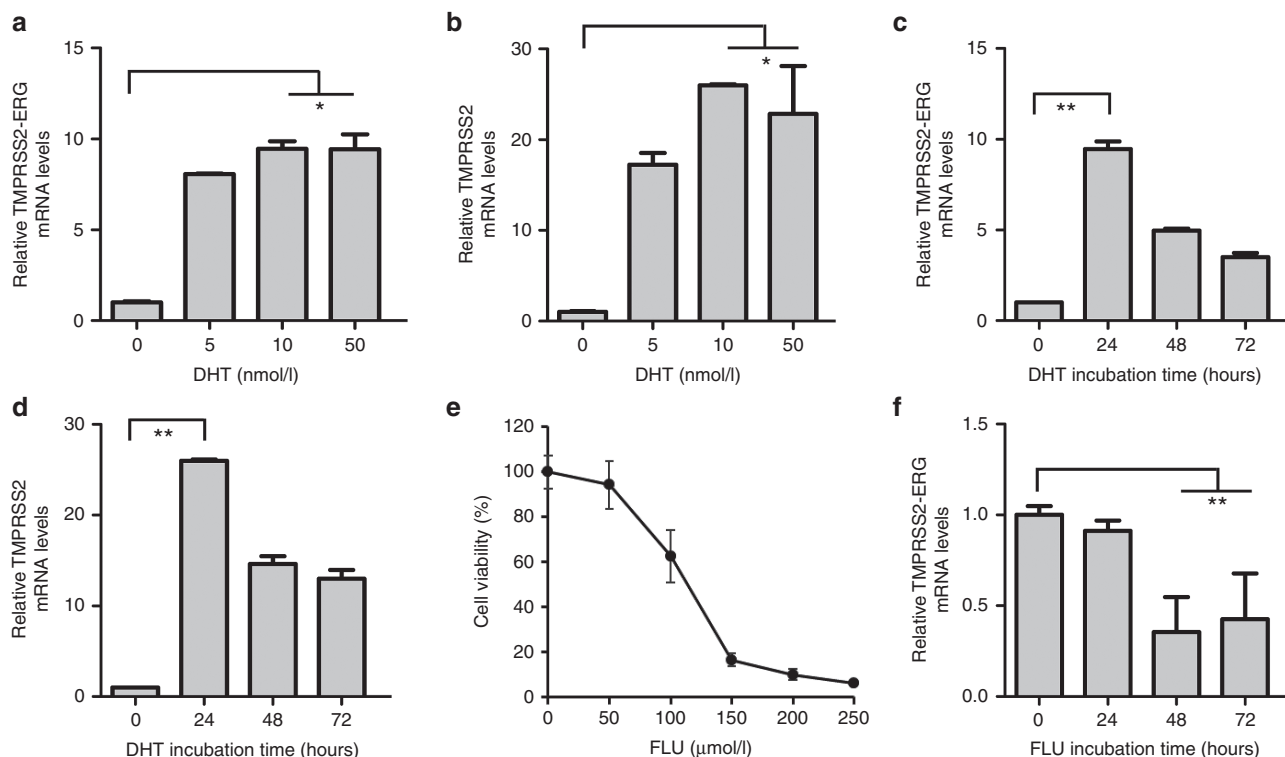 a
Relative TMPRSS2-ERG
mRNA levels
15
10
5
0
*
0 5 10 50
DHT (nmol/l)
b
Relative TMPRSS2
mRNA levels
30
20
10
0
*
0 5 10 50
DHT (nmol/l)
c
Relative TMPRSS2-ERG
mRNA levels
15
10
5
0
**
0 24 48 72
DHT incubation time (hours)
d
Relative TMPRSS2
mRNA levels
30
20
10
0
**
0 24 48 72
DHT incubation time (hours)
e
Cell viability (%)
120
100
80
60
40
20
0
0 50 100 150 200 250
FLU (μmol/l)
f
Relative TMPRSS2-ERG
mRNA levels
1.5
1.0
0.5
0.0
**
0 24 48 72
FLU incubation time (hours)